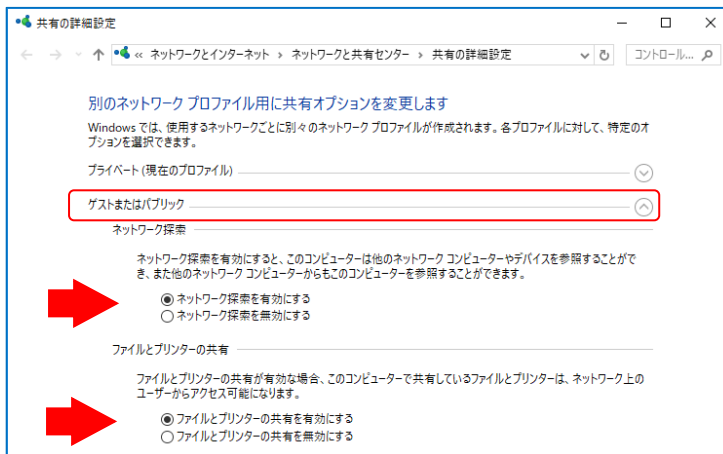 共有の詳細設定
« ネットワークとインターネット › ネットワークと共有センター › 共有の詳細設定 コントロール...
別のネットワーク プロファイル用に共有オプションを変更します
Windows では、使用するネットワークごとに別々のネットワーク プロファイルが作成されます。各プロファイルに対して、特定のオ
プションを選択できます。
プライベート (現在のプロファイル)
ゲストまたはパブリック
ネットワーク探索
ネットワーク探索を有効にすると、このコンピューターは他のネットワーク コンピューターやデバイスを参照することがで
き、また他のネットワーク コンピューターからもこのコンピューターを参照することができます。
ネットワーク探索を有効にする
ネットワーク探索を無効にする
ファイルとプリンターの共有
ファイルとプリンターの共有が有効な場合、このコンピューターで共有しているファイルとプリンターは、ネットワーク上の
ユーザーからアクセス可能になります。
ファイルとプリンターの共有を有効にする
ファイルとプリンターの共有を無効にする